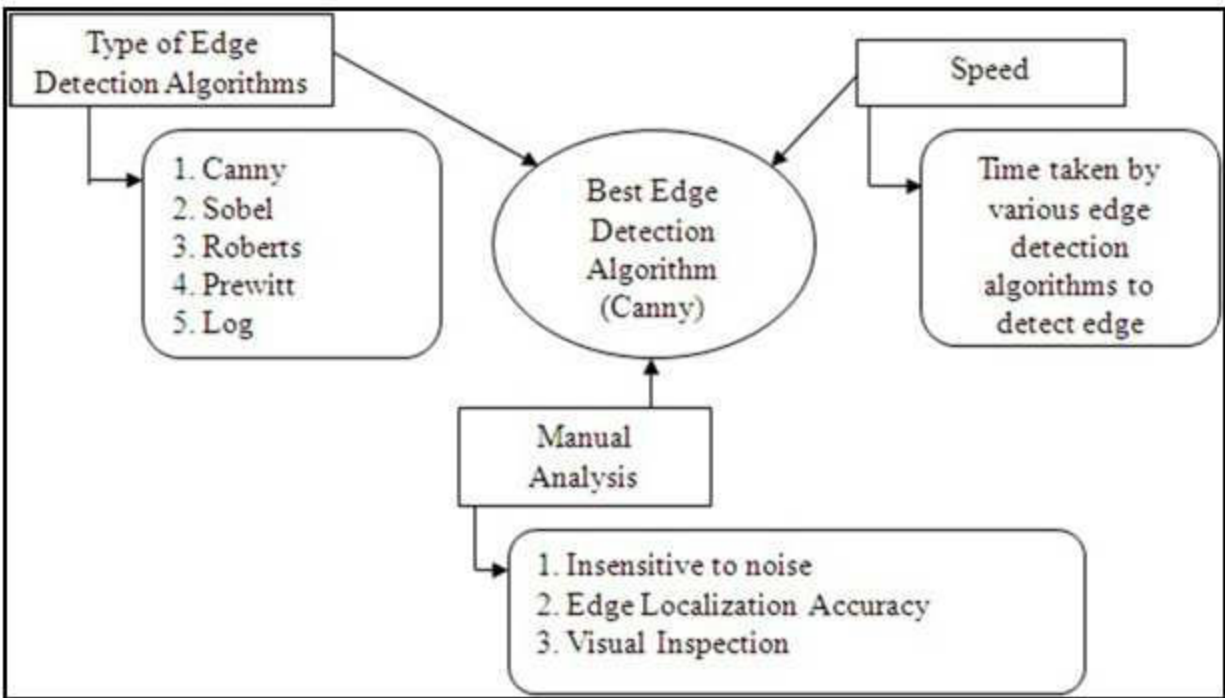 Type of Edge
Detection Algorithms
Speed
1. Canny
2. Sobel
3. Roberts
4. Prewitt
5. Log
Best Edge
Detection
Algorithm
(Canny)
Time taken by
various edge
detection
algorithms to
detect edge
Manual
Analysis
1. Insensitive to noise
2. Edge Localization Accuracy
3. Visual Inspection